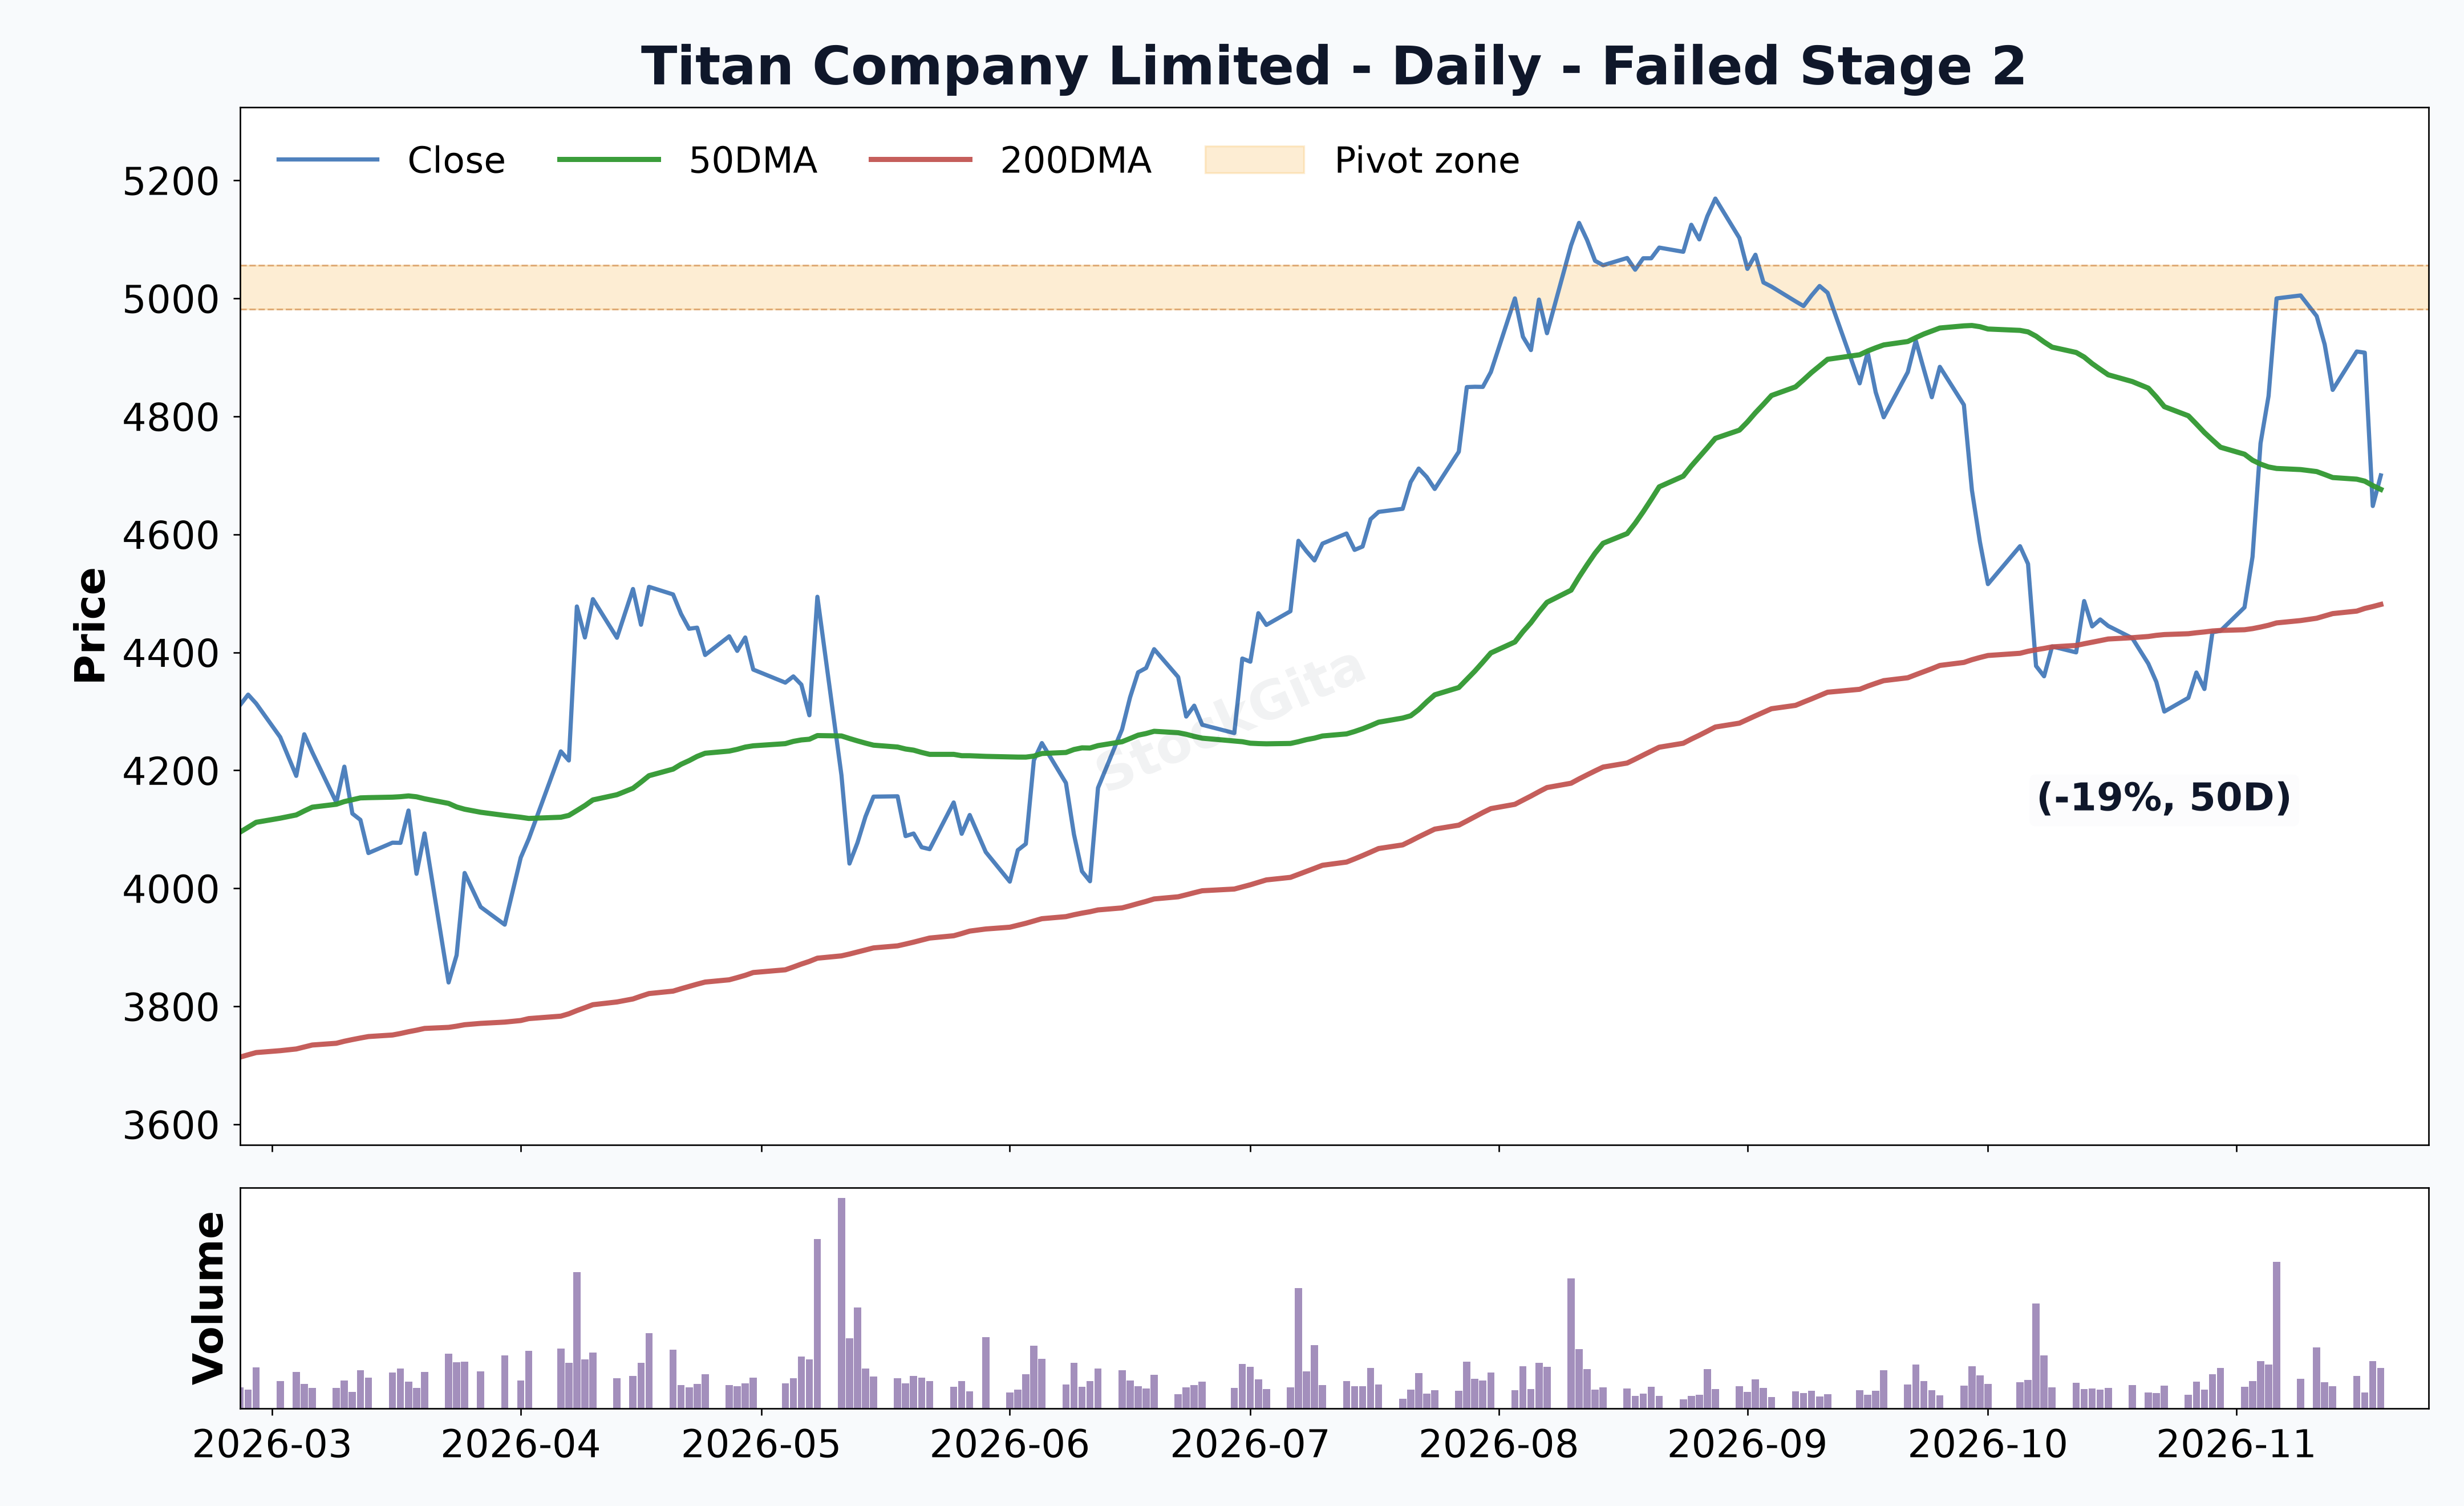 Titan Company Limited - Daily - Failed Stage 2
Close 50DMA 200DMA Pivot zone
5200
5000
4800
4600
4400
4200
4000
3800
3600
Price
StockGita
(-19%, 50D)
Volume
2026-03 2026-04 2026-05 2026-06 2026-07 2026-08 2026-09 2026-10 2026-11